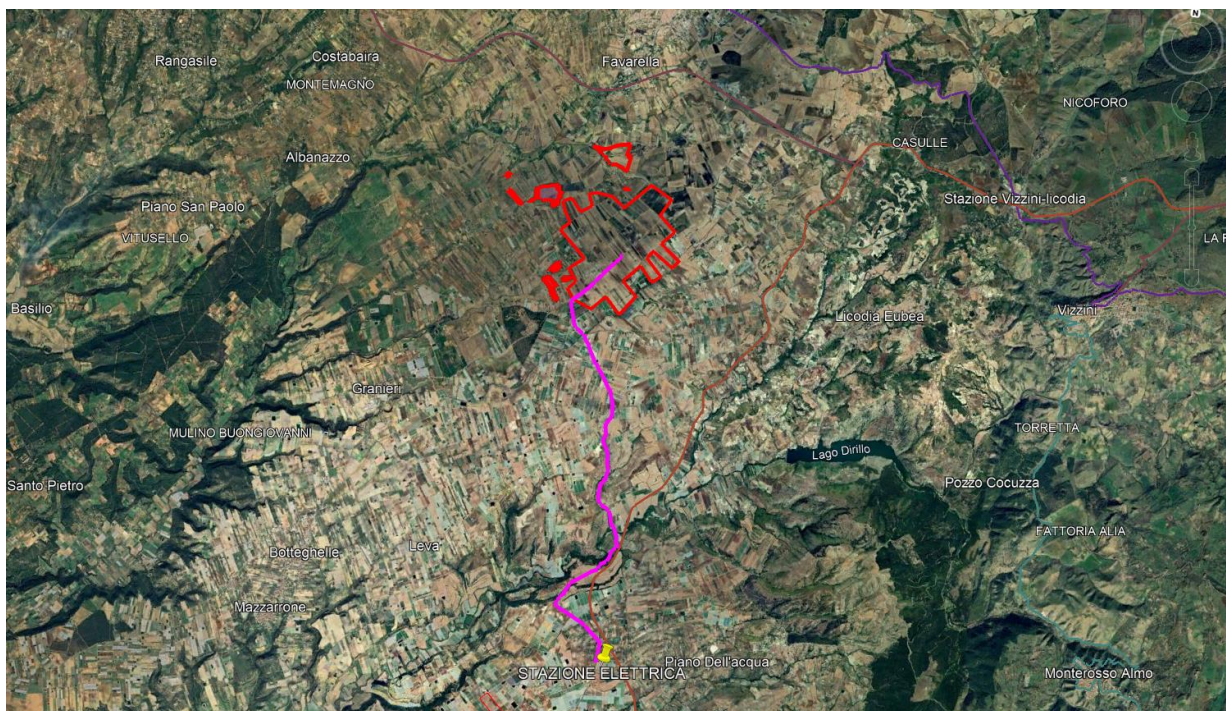 N
Rangasile
Costabaira
Favarella
MONTEMAGNO
NICOFORO
CASULLE
Albanazzo
Stazione Vizzini-licodia
Piano San Paolo
VITUSELLO
LA
Basilio
Vizzini
Licodia Eubea
Granieri
MULINO BUONGIOVANNI
TORRETTA
Lago Dirillo
Santo Pietro
Pozzo Cocuzza
FATTORIA ALIA
Leva'
Botteghelle
Mazzarrone
Piano Dell'acqua
STAZIONE ELETTRICA
Monterosso Almo